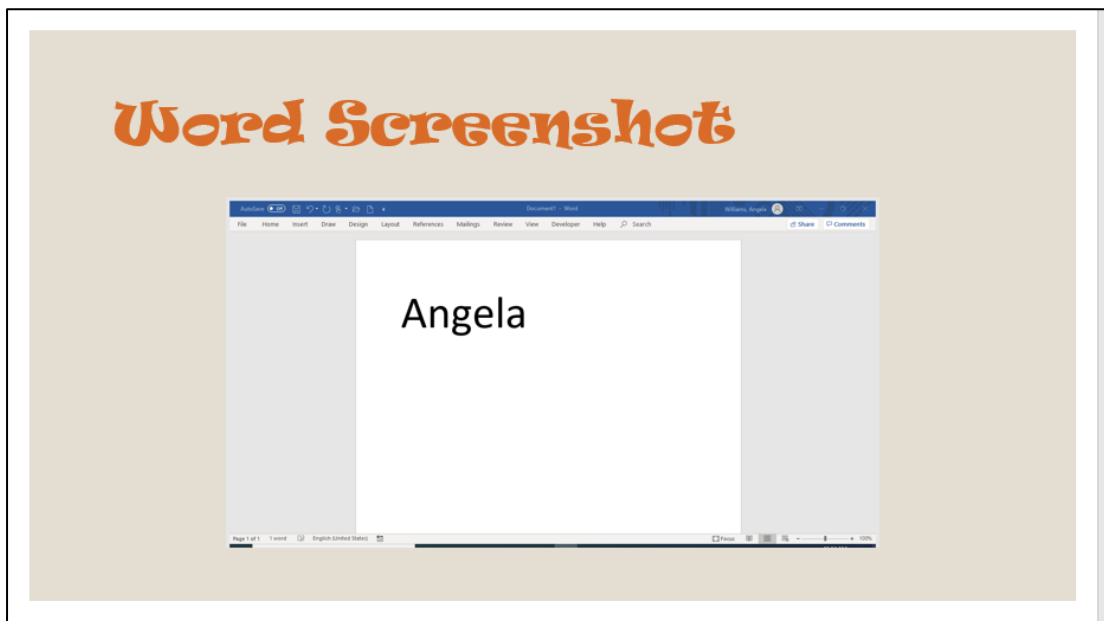 Word Screenshot
AutoSave Off Document1 - Word Williams, Angela
File Home Insert Draw Design Layout References Mailings Review View Developer Help Search Share Comments
Angela
Page 1 of 1 1 word English (United States) Focus 100%